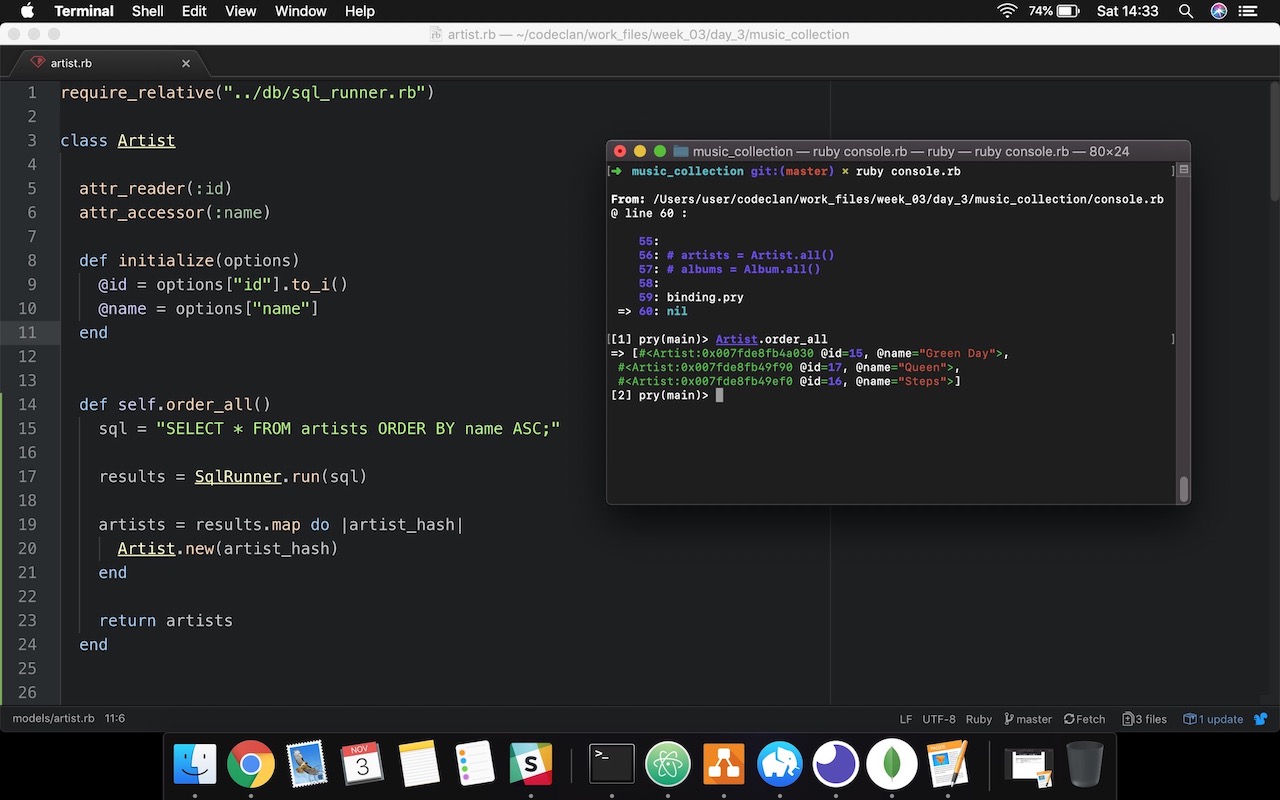 Terminal Shell Edit View Window Help 74% Sat 14:33
artist.rb — ~/codeclan/work_files/week_03/day_3/music_collection
artist.rb ×
1 require_relative("../db/sql_runner.rb")
2
3 class Artist
4
5 attr_reader(:id)
6 attr_accessor(:name)
7
8 def initialize(options)
9 @id = options["id"].to_i()
10 @name = options["name"]
11 end
12
13
14 def self.order_all()
15 sql = "SELECT * FROM artists ORDER BY name ASC;"
16
17 results = SqlRunner.run(sql)
18
19 artists = results.map do |artist_hash|
20 Artist.new(artist_hash)
21 end
22
23 return artists
24 end
25
26
music_collection — ruby console.rb — ruby — ruby console.rb — 80×24
[➜ music_collection git:(master) × ruby console.rb ]
From: /Users/user/codeclan/work_files/week_03/day_3/music_collection/console.rb
@ line 60 :
55:
56: # artists = Artist.all()
57: # albums = Album.all()
58:
59: binding.pry
=> 60: nil
[[1] pry(main)> Artist.order_all ]
=> [#<Artist:0x007fde8fb4a030 @id=15, @name="Green Day">,
#<Artist:0x007fde8fb49f90 @id=17, @name="Queen">,
#<Artist:0x007fde8fb49ef0 @id=16, @name="Steps">]
[2] pry(main)>
models/artist.rb 11:6 LF UTF-8 Ruby master Fetch 3 files 1 update
NOV
3
S
>_
PAGES